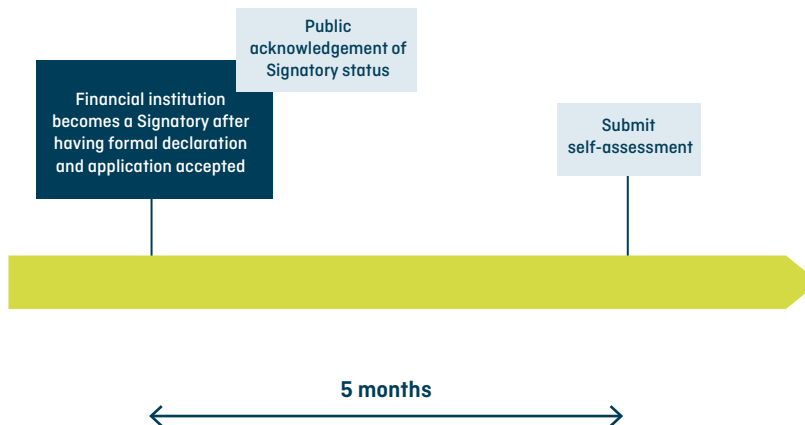 Public
acknowledgement of
Signatory status
Financial institution
becomes a Signatory after
having formal declaration
and application accepted
Submit
self-assessment
5 months